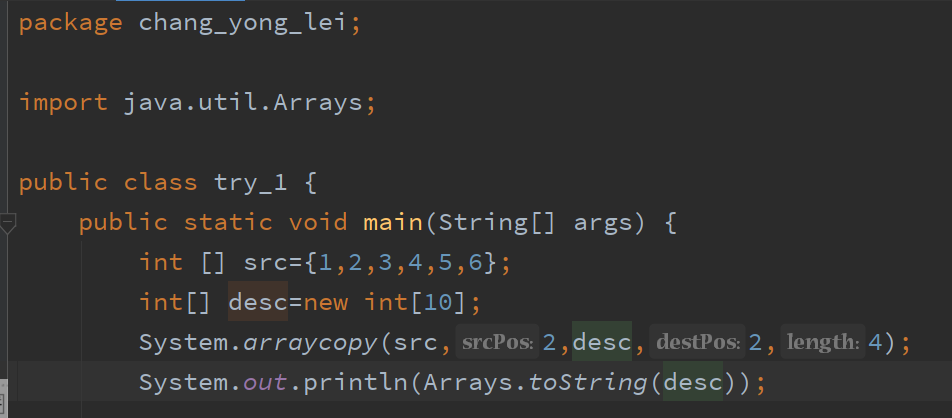 package chang_yong_lei;
import java.util.Arrays;
public class try_1 {
public static void main(String[] args) {
int [] src={1,2,3,4,5,6};
int[] desc=new int[10];
System.arraycopy(src, srcPos: 2,desc, destPos: 2, length: 4);
System.out.println(Arrays.toString(desc));